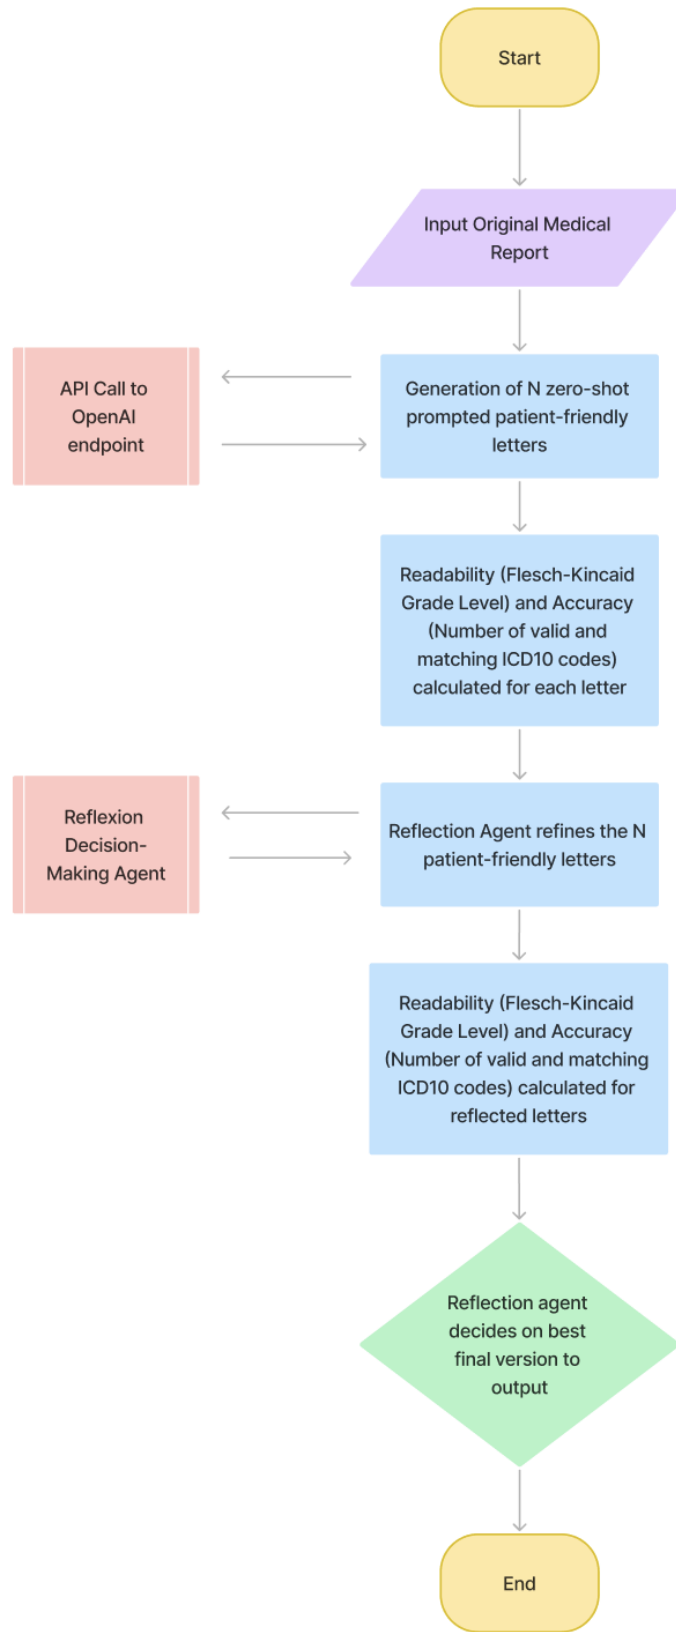 Start
Input Original Medical
Report
API Call to
OpenAI
endpoint
Generation of N zero-shot
prompted patient-friendly
letters
Readability (Flesch-Kincaid
Grade Level) and Accuracy
(Number of valid and
matching ICD10 codes)
calculated for each letter
Reflexion
Decision-
Making Agent
Reflection Agent refines the N
patient-friendly letters
Readability (Flesch-Kincaid
Grade Level) and Accuracy
(Number of valid and matching
ICD10 codes) calculated for
reflected letters
Reflection agent
decides on best
final version to
output
End